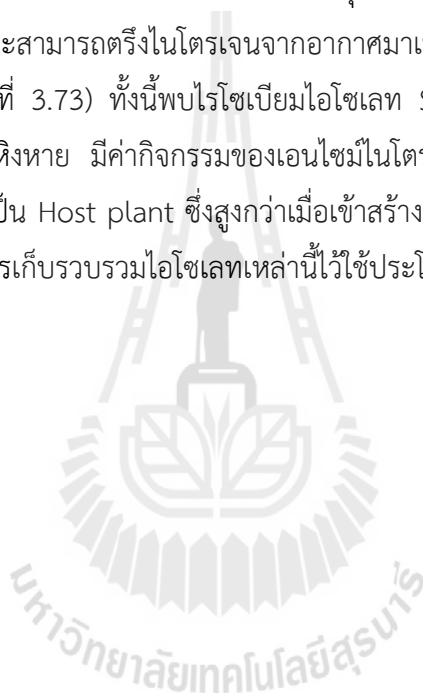 ะสามารถตรึงในโตรเจนจากอากาศมาเ
ที่ 3.73) ทั้งนี้พบไรโซเบียมไอโซเลท
หิงหาย มีค่ากิจกรรมของเอนไซม์ไนโตร
ป็น Host plant ซึ่งสูงกว่าเมื่อเข้าสร้าง
รเก็บรวบรวมไอโซเลทเหล่านี้ไว้ใช้ประโ
มหาวิทยาลัยเทคโนโลยีสุรนารี